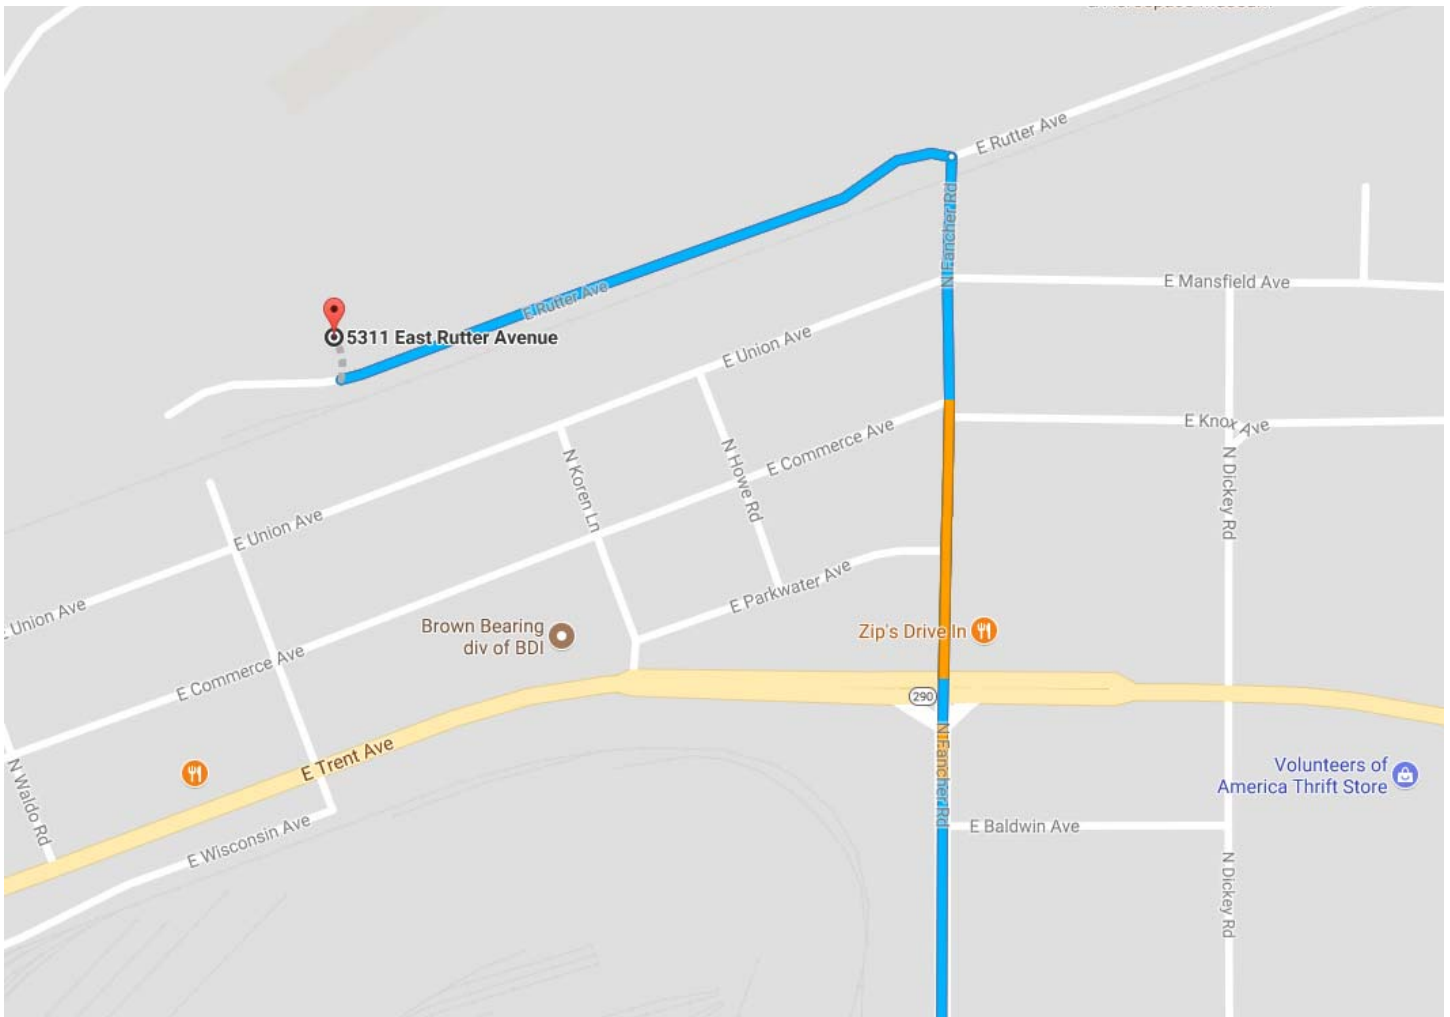 E Rutter Ave
N Fancher Rd
E Mansfield Ave
E Rutter Ave
5311 East Rutter Avenue
E Union Ave
E Knox Ave
E Commerce Ave
N Howe Rd
N Koren Ln
N Dickey Rd
E Union Ave
E Parkwater Ave
E Union Ave
Brown Bearing
div of BDI
Zip's Drive In
E Commerce Ave
290
E Trent Ave
N Fancher Rd
Volunteers of
America Thrift Store
N Waldo Rd
E Wisconsin Ave
E Baldwin Ave
N Dickey Rd